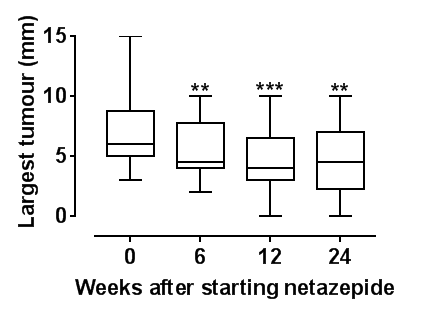 Largest tumour (mm)
15
10
5
0
** *** **
0 6 12 24
Weeks after starting netazepide